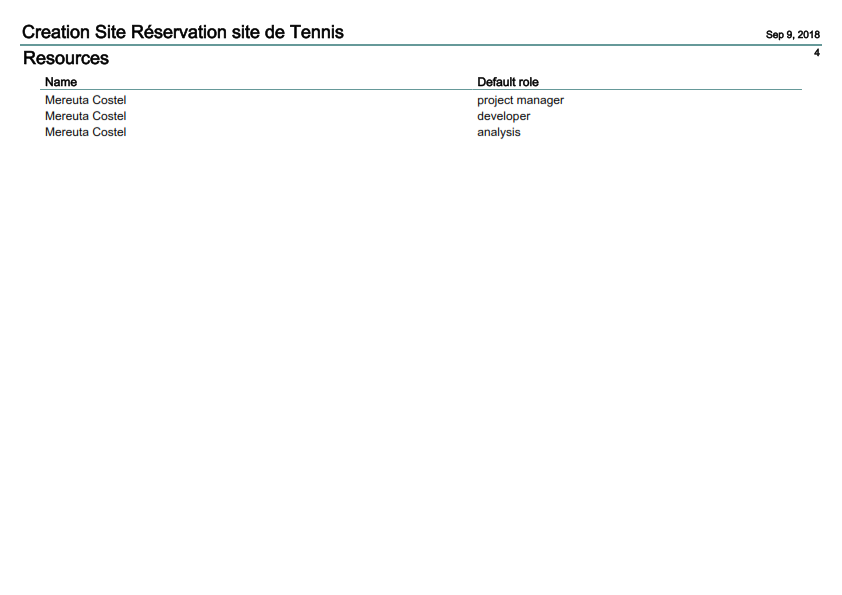 Creation Site Réservation site de Tennis
Sep 9, 2018
Resources
4
Name Default role
Mereuta Costel project manager
Mereuta Costel developer
Mereuta Costel analysis